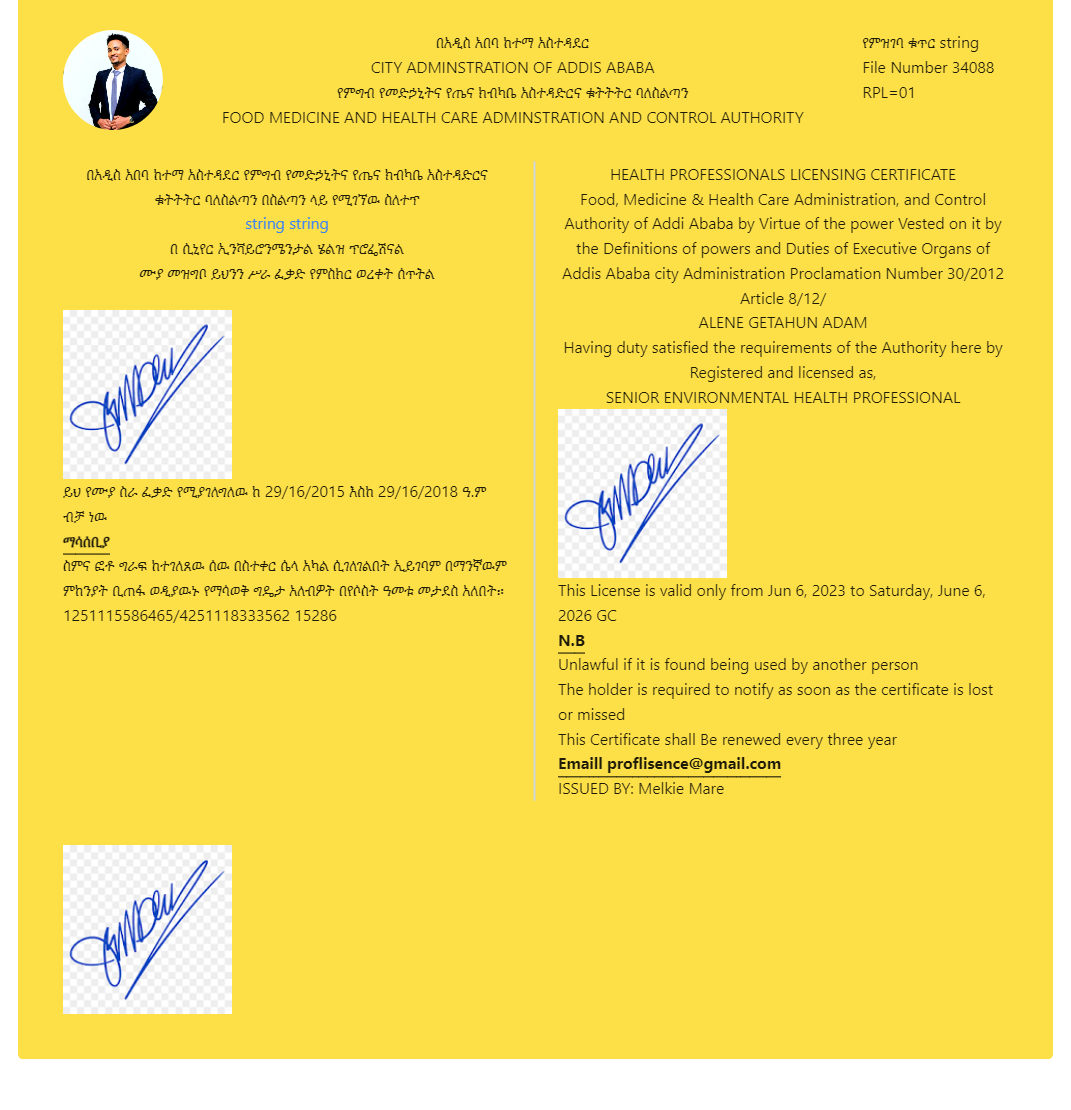 በአዲስ አበባ ከተማ አስተዳደር
CITY ADMINSTRATION OF ADDIS ABABA
የምግብ የመድኃኒትና የጤና ክብካቤ አስተዳድርና ቁጥትትር ባለስልጣን
FOOD MEDICINE AND HEALTH CARE ADMINSTRATION AND CONTROL AUTHORITY
የምዝገባ ቁጥር string
File Number 34088
RPL=01
በአዲስ አበባ ከተማ አስተዳደር የምግብ የመድኃኒትና የጤና ክብካቤ አስተዳድርና
ቁትትትር ባለስልጣን በስልጣን ላይ የሚገኘዉ ስለተጥ
string string
በ ሲኒየር ኢንቫይሮንሜንታል ሄልዝ ፕሮፌሽናል
ሙያ መዝግቦ ይህንን ሥራ ፈቃድ የምስክር ወረቀት ሰጥትል
ይህ የሙያ ስራ ፈቃድ የሚያገለግለዉ ከ 29/16/2015 እስከ 29/16/2018 ዓ.ም
ብቻ ነዉ
ማሳሰቢያ
ስምና ፎቶ ግራፍ ከተገለጸዉ ሰዉ በስተቀር ሴላ አካል ሲገለገልበት ኢይገባም በማንኛዉም
ምክንያት ቢጠፋ ወዲያዉኑ የማሳወቅ ግዴታ አለብዎት በየሶስት ዓመቱ መታደስ አለበት።
1251115586465/4251118333562 15286
HEALTH PROFESSIONALS LICENSING CERTIFICATE
Food, Medicine & Health Care Administration, and Control
Authority of Addi Ababa by Virtue of the power Vested on it by
the Definitions of powers and Duties of Executive Organs of
Addis Ababa city Administration Proclamation Number 30/2012
Article 8/12/
ALENE GETAHUN ADAM
Having duty satisfied the requirements of the Authority here by
Registered and licensed as,
SENIOR ENVIRONMENTAL HEALTH PROFESSIONAL
This License is valid only from Jun 6, 2023 to Saturday, June 6,
2026 GC
N.B
Unlawful if it is found being used by another person
The holder is required to notify as soon as the certificate is lost
or missed
This Certificate shall Be renewed every three year
Emaill proflisence@gmail.com
ISSUED BY: Melkie Mare